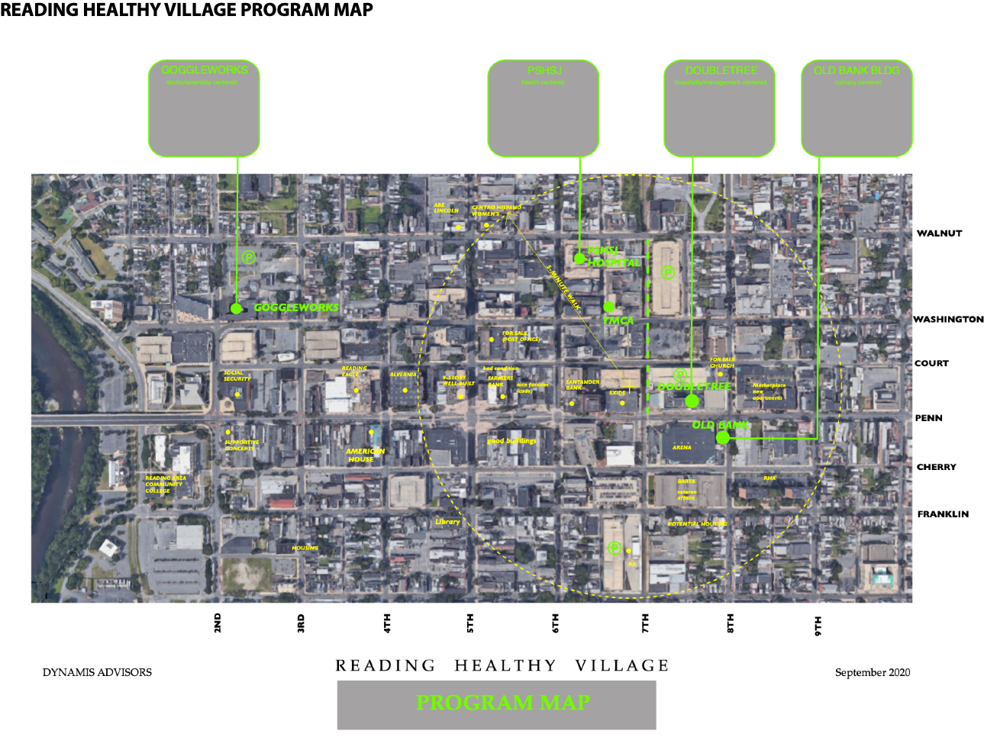 READING HEALTHY VILLAGE PROGRAM MAP
GOGGLEWORKS
studio/assembly centered
PSHSJ
health centered
DOUBLETREE
hospitality/management centered
OLD BANK BLDG
culinary centered
ABE
LINCOLN
CENTRO HISPANO
WOMEN'S
WALNUT
P
PSHSJ
HOSPITAL
P
5-MINUTE WALK
GOGGLEWORKS
YMCA
WASHINGTON
FOR SALE
(POST OFFICE)
COURT
FOR SALE
CHURCH
SOCIAL
SECURITY
READING
EAGLE
ALVERNIA
9-STORY
WELL BUILT
bad condition
FARMERS
BANK
nice facades
(code)
SANTANDER
BANK
EXIDE
P
DOUBLETREE
Marketplace
new
apartments
PENN
OLD BANK
SUPPORTIVE
CONCEPTS
AMERICAN
HOUSE
good buildings
ARENA
CHERRY
READING AREA
COMMUNITY
COLLEGE
BARTA
veteran
affairs
RHA
FRANKLIN
Library
POTENTIAL HOUSING
HOUSING
P
2ND
3RD
4TH
5TH
6TH
7TH
8TH
9TH
READING HEALTHY VILLAGE
DYNAMIS ADVISORS
September 2020
PROGRAM MAP